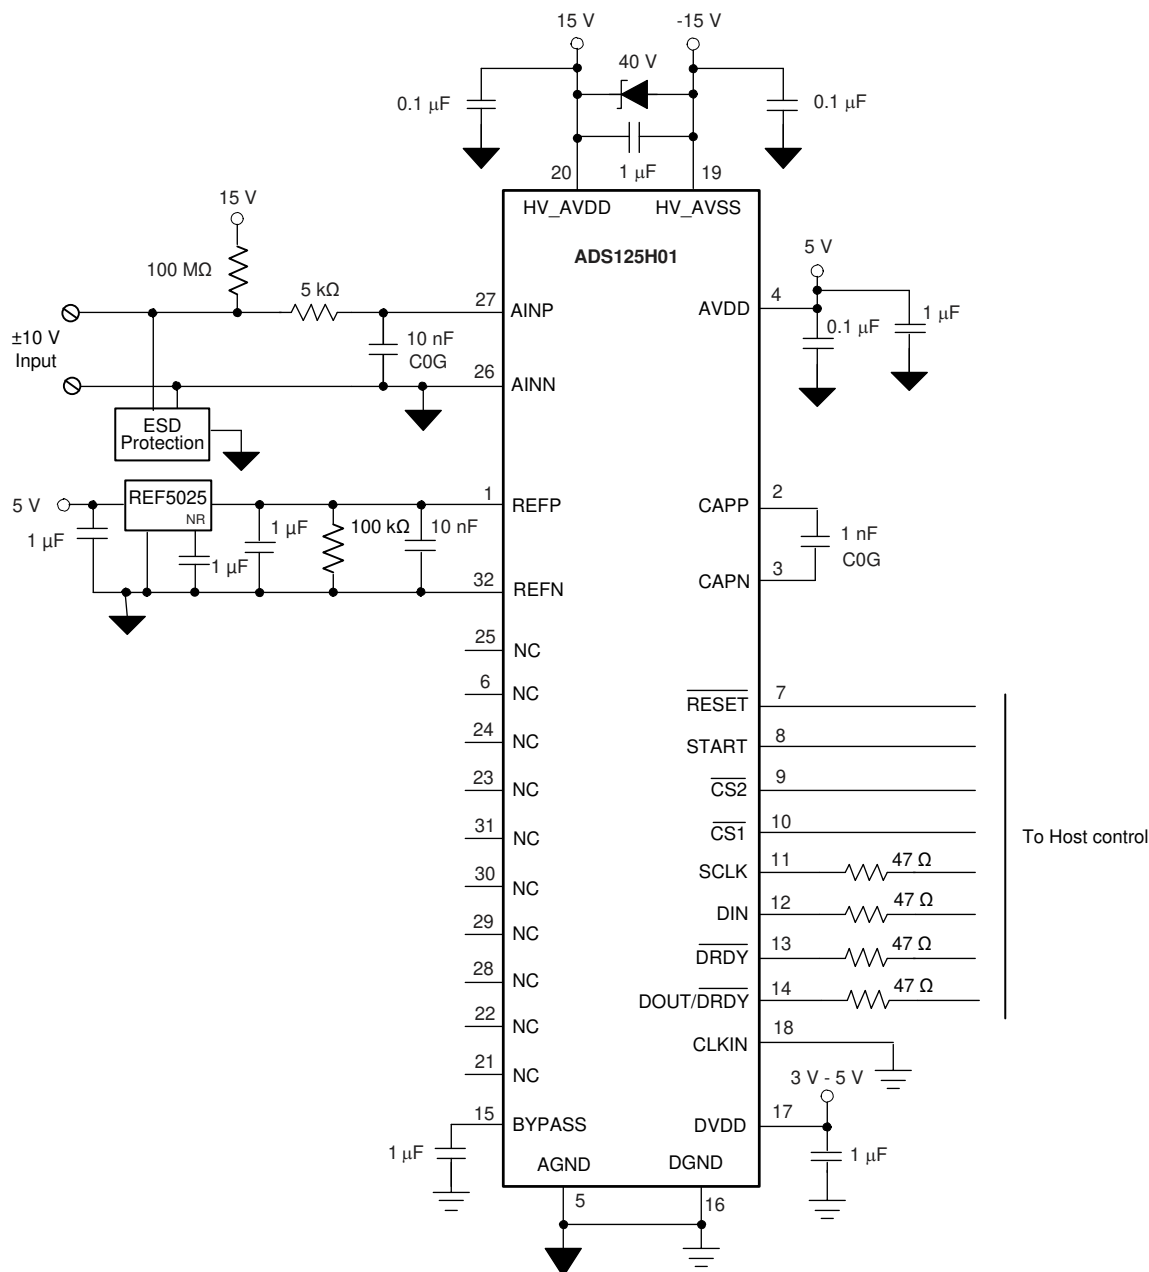 15 V
-15 V
40 V
0.1 µF
0.1 µF
1 µF
20
19
HV_AVDD
HV_AVSS
ADS125H01
15 V
100 MΩ
5 kΩ
27
AINP
±10 V
Input
10 nF
C0G
26
AINN
ESD
Protection
5 V
4
AVDD
0.1 µF
1 µF
5 V
REF5025
NR
1 µF
1 µF
1 µF
100 kΩ
10 nF
1
REFP
32
REFN
2
CAPP
1 nF
C0G
3
CAPN
25
NC
6
NC
24
NC
23
NC
31
NC
30
NC
29
NC
28
NC
22
NC
21
NC
15
BYPASS
1 µF
7
RESET
8
START
9
CS2
10
CS1
11
SCLK
47 Ω
12
DIN
47 Ω
13
DRDY
47 Ω
14
DOUT/DRDY
47 Ω
To Host control
18
CLKIN
3 V - 5 V
17
DVDD
1 µF
AGND
DGND
5
16